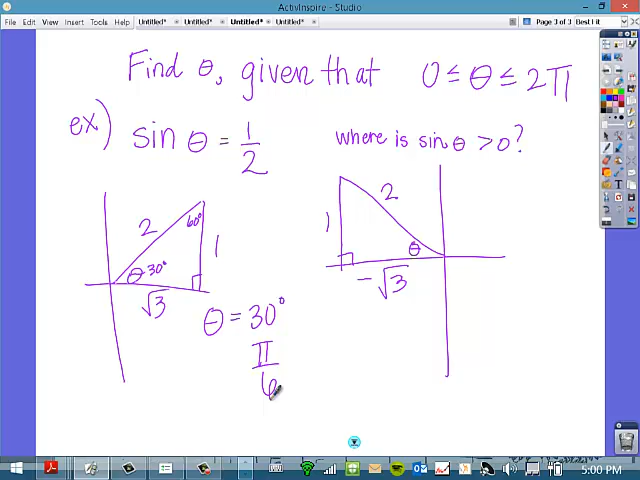 ActivInspire - Studio
File Edit View Insert Tools Help
Untitled* Untitled* Untitled* Untitled*
Page 3 of 3 Best Fit
Find θ, given that 0 ≤ θ ≤ 2π
ex) sin θ = 1/2
where is sin θ > 0?
2
60°
1
θ 30°
√3
θ = 30°
π/6
2
1
θ
-√3
5:00 PM